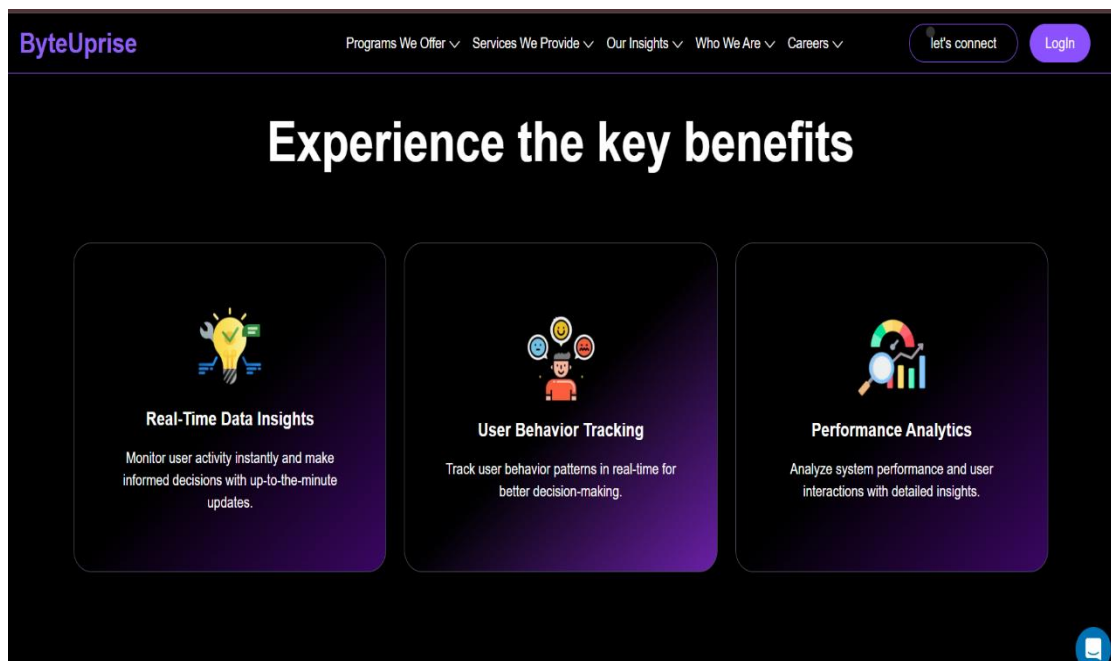 ByteUprise
Programs We Offer Services We Provide Our Insights Who We Are Careers
let's connect
LogIn
Experience the key benefits
Real-Time Data Insights
Monitor user activity instantly and make
informed decisions with up-to-the-minute
updates.
User Behavior Tracking
Track user behavior patterns in real-time for
better decision-making.
Performance Analytics
Analyze system performance and user
interactions with detailed insights.